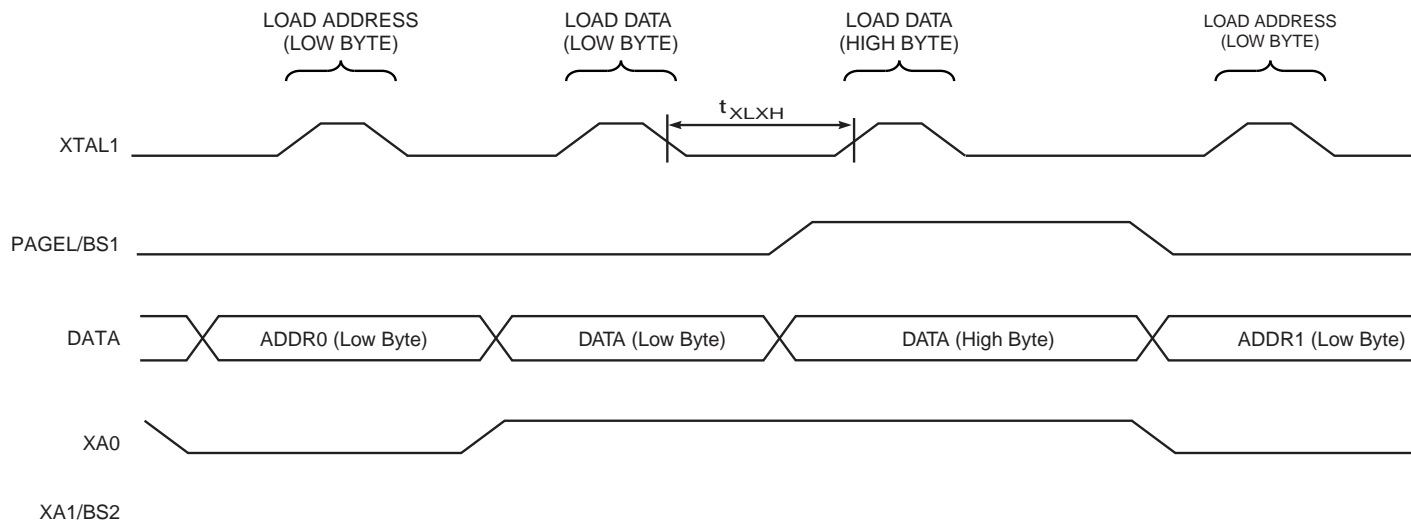 LOAD ADDRESS
(LOW BYTE)
LOAD DATA
(LOW BYTE)
LOAD DATA
(HIGH BYTE)
LOAD ADDRESS
(LOW BYTE)
tXLXH
XTAL1
PAGEL/BS1
DATA
ADDR0 (Low Byte)
DATA (Low Byte)
DATA (High Byte)
ADDR1 (Low Byte)
XA0
XA1/BS2